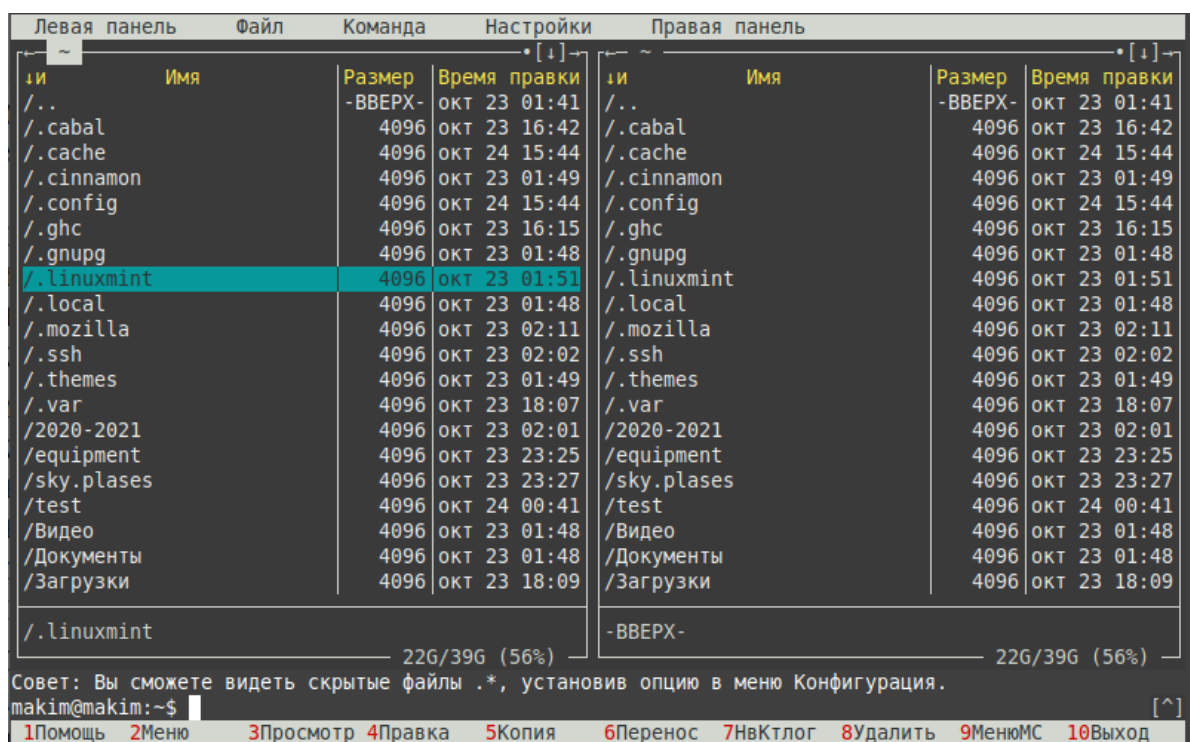 Левая панель Файл Команда Настройки Правая панель
~ •[↓] ~ •[↓]
↓и Имя Размер Время правки ↓и Имя Размер Время правки
/.. -ВВЕРХ- окт 23 01:41 /.. -ВВЕРХ- окт 23 01:41
/.cabal 4096 окт 23 16:42 /.cabal 4096 окт 23 16:42
/.cache 4096 окт 24 15:44 /.cache 4096 окт 24 15:44
/.cinnamon 4096 окт 23 01:49 /.cinnamon 4096 окт 23 01:49
/.config 4096 окт 24 15:44 /.config 4096 окт 24 15:44
/.ghc 4096 окт 23 16:15 /.ghc 4096 окт 23 16:15
/.gnupg 4096 окт 23 01:48 /.gnupg 4096 окт 23 01:48
/.linuxmint 4096 окт 23 01:51 /.linuxmint 4096 окт 23 01:51
/.local 4096 окт 23 01:48 /.local 4096 окт 23 01:48
/.mozilla 4096 окт 23 02:11 /.mozilla 4096 окт 23 02:11
/.ssh 4096 окт 23 02:02 /.ssh 4096 окт 23 02:02
/.themes 4096 окт 23 01:49 /.themes 4096 окт 23 01:49
/.var 4096 окт 23 18:07 /.var 4096 окт 23 18:07
/2020-2021 4096 окт 23 02:01 /2020-2021 4096 окт 23 02:01
/equipment 4096 окт 23 23:25 /equipment 4096 окт 23 23:25
/sky.plases 4096 окт 23 23:27 /sky.plases 4096 окт 23 23:27
/test 4096 окт 24 00:41 /test 4096 окт 24 00:41
/Видео 4096 окт 23 01:48 /Видео 4096 окт 23 01:48
/Документы 4096 окт 23 01:48 /Документы 4096 окт 23 01:48
/Загрузки 4096 окт 23 18:09 /Загрузки 4096 окт 23 18:09
/.linuxmint -ВВЕРХ-
22G/39G (56%) 22G/39G (56%)
Совет: Вы сможете видеть скрытые файлы .*, установив опцию в меню Конфигурация.
makim@makim:~$ [^]
1Помощь 2Меню 3Просмотр 4Правка 5Копия 6Перенос 7НвКтлог 8Удалить 9МенюMC 10Выход